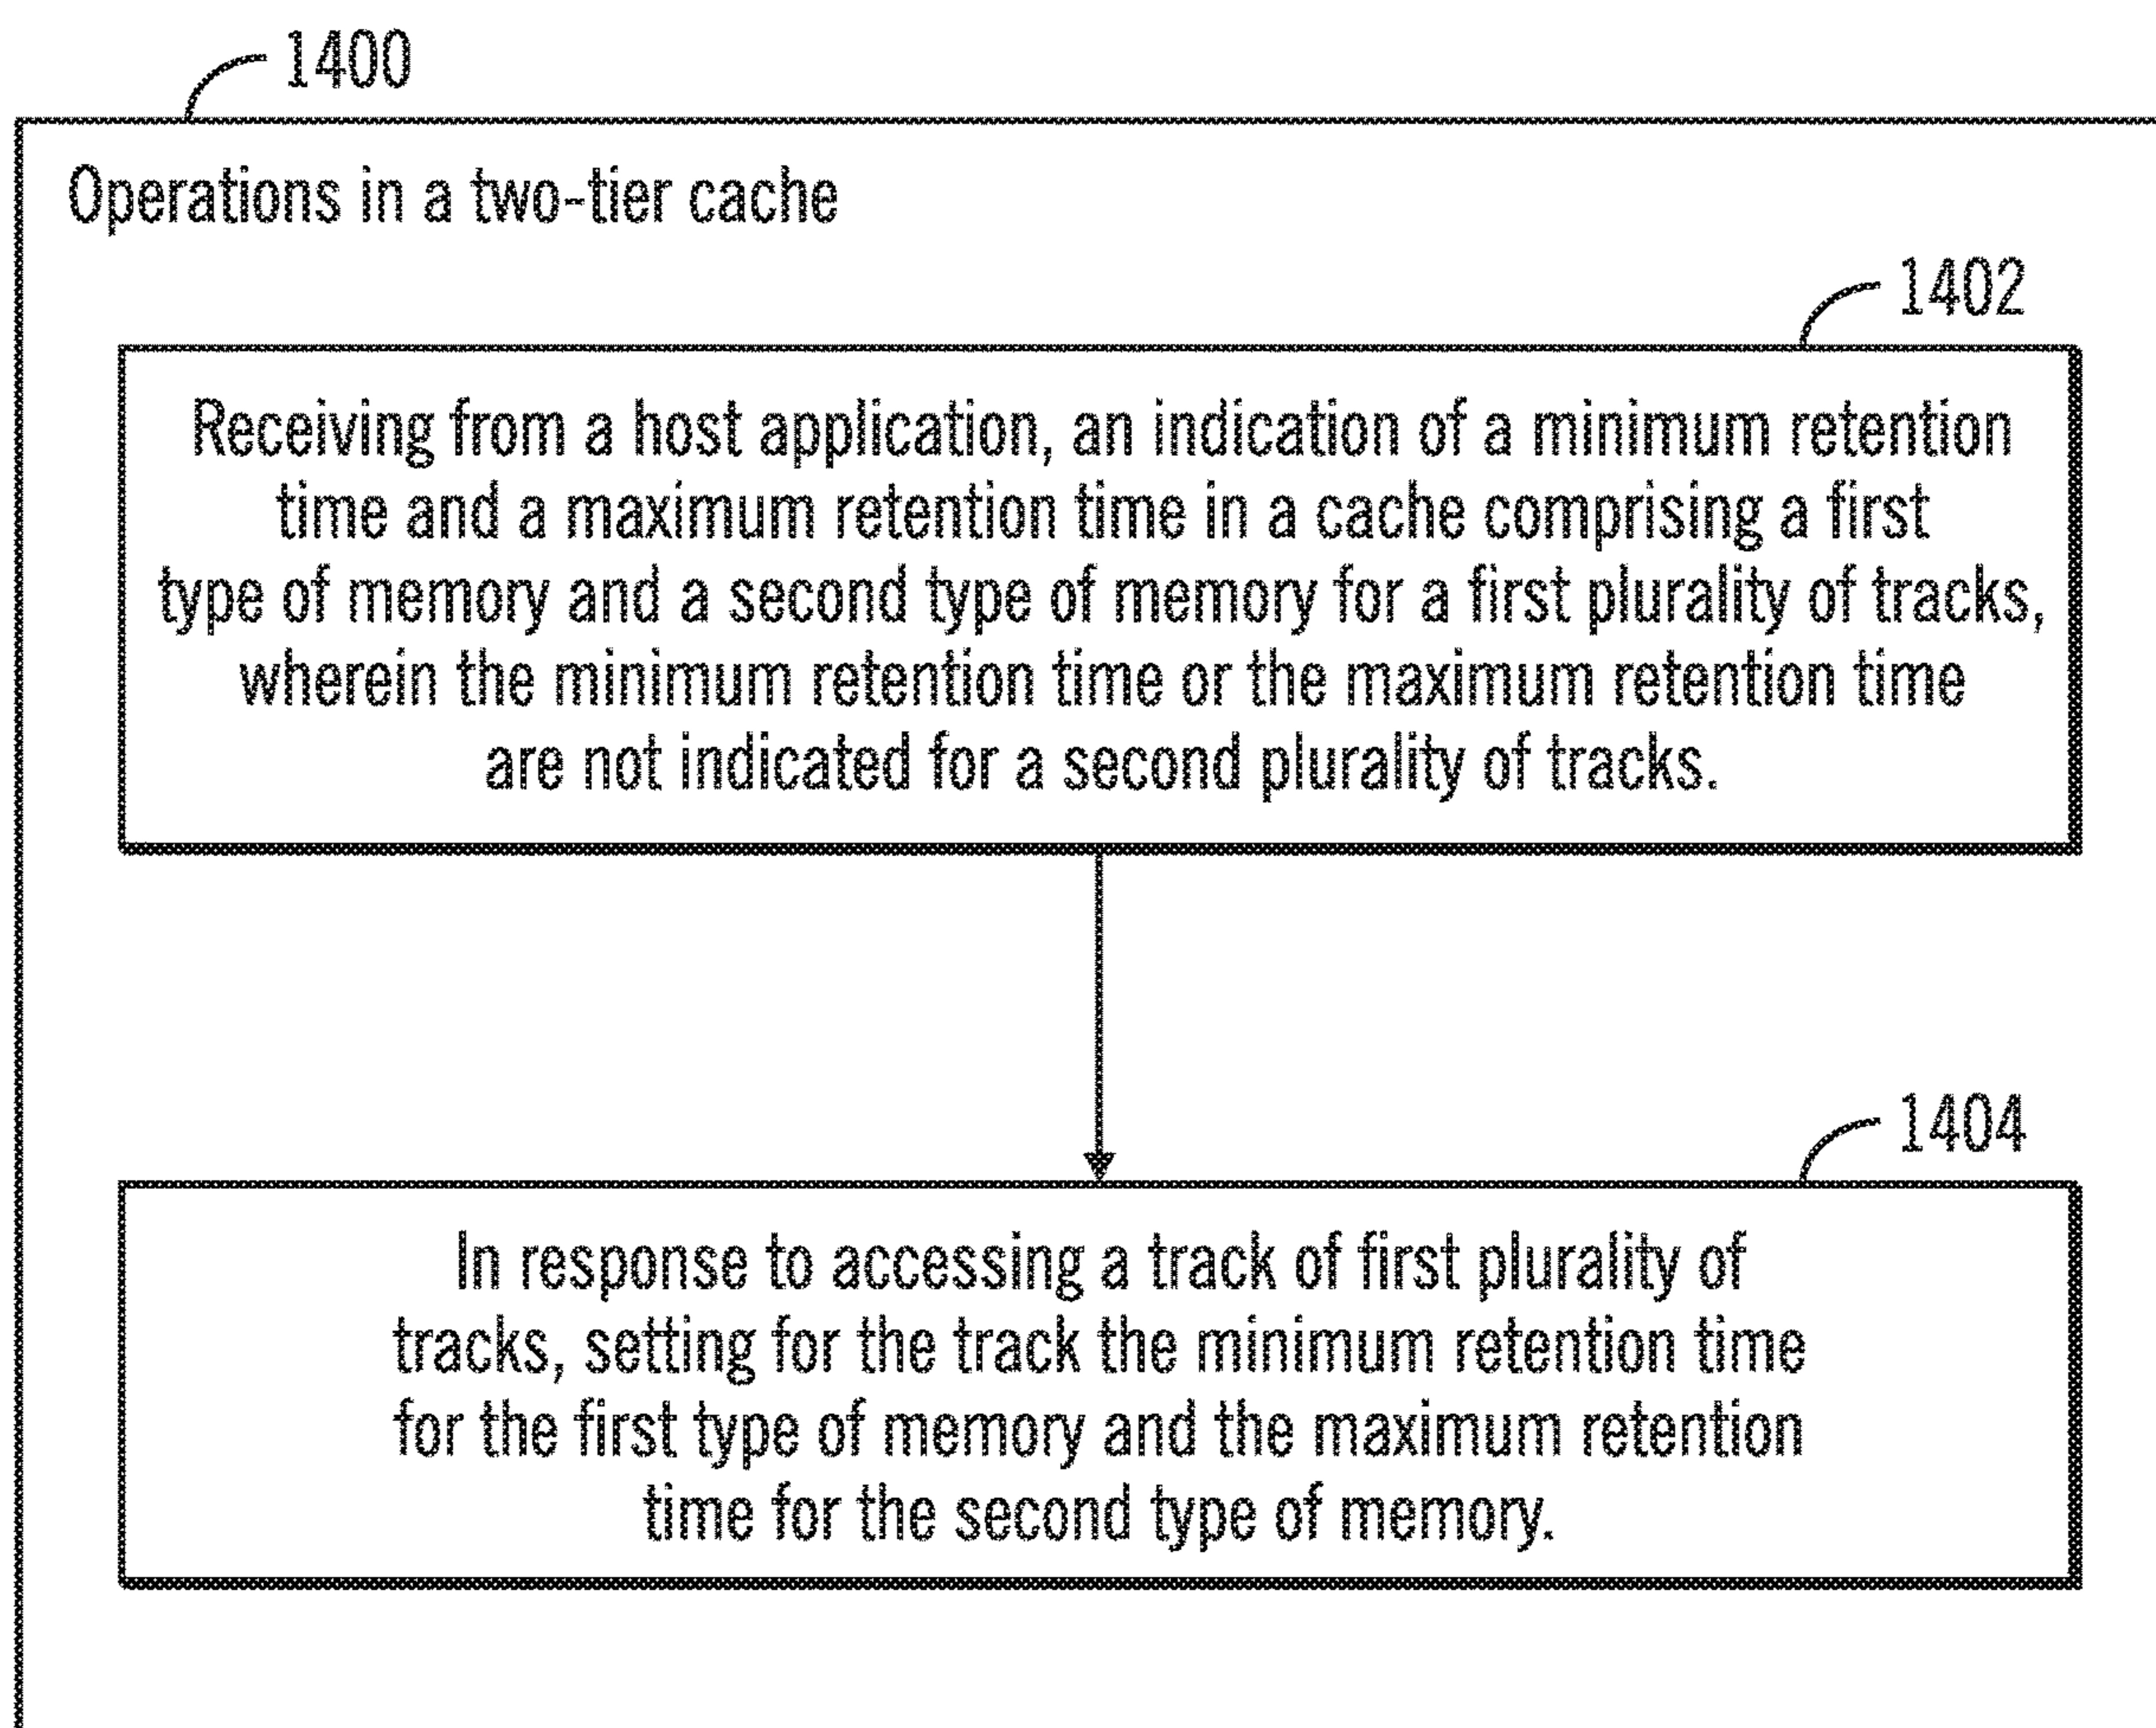 1400
Operations in a two-tier cache
1402
Receiving from a host application, an indication of a minimum retention
time and a maximum retention time in a cache comprising a first
type of memory and a second type of memory for a first plurality of tracks,
wherein the minimum retention time or the maximum retention time
are not indicated for a second plurality of tracks.
1404
In response to accessing a track of first plurality of
tracks, setting for the track the minimum retention time
for the first type of memory and the maximum retention
time for the second type of memory.